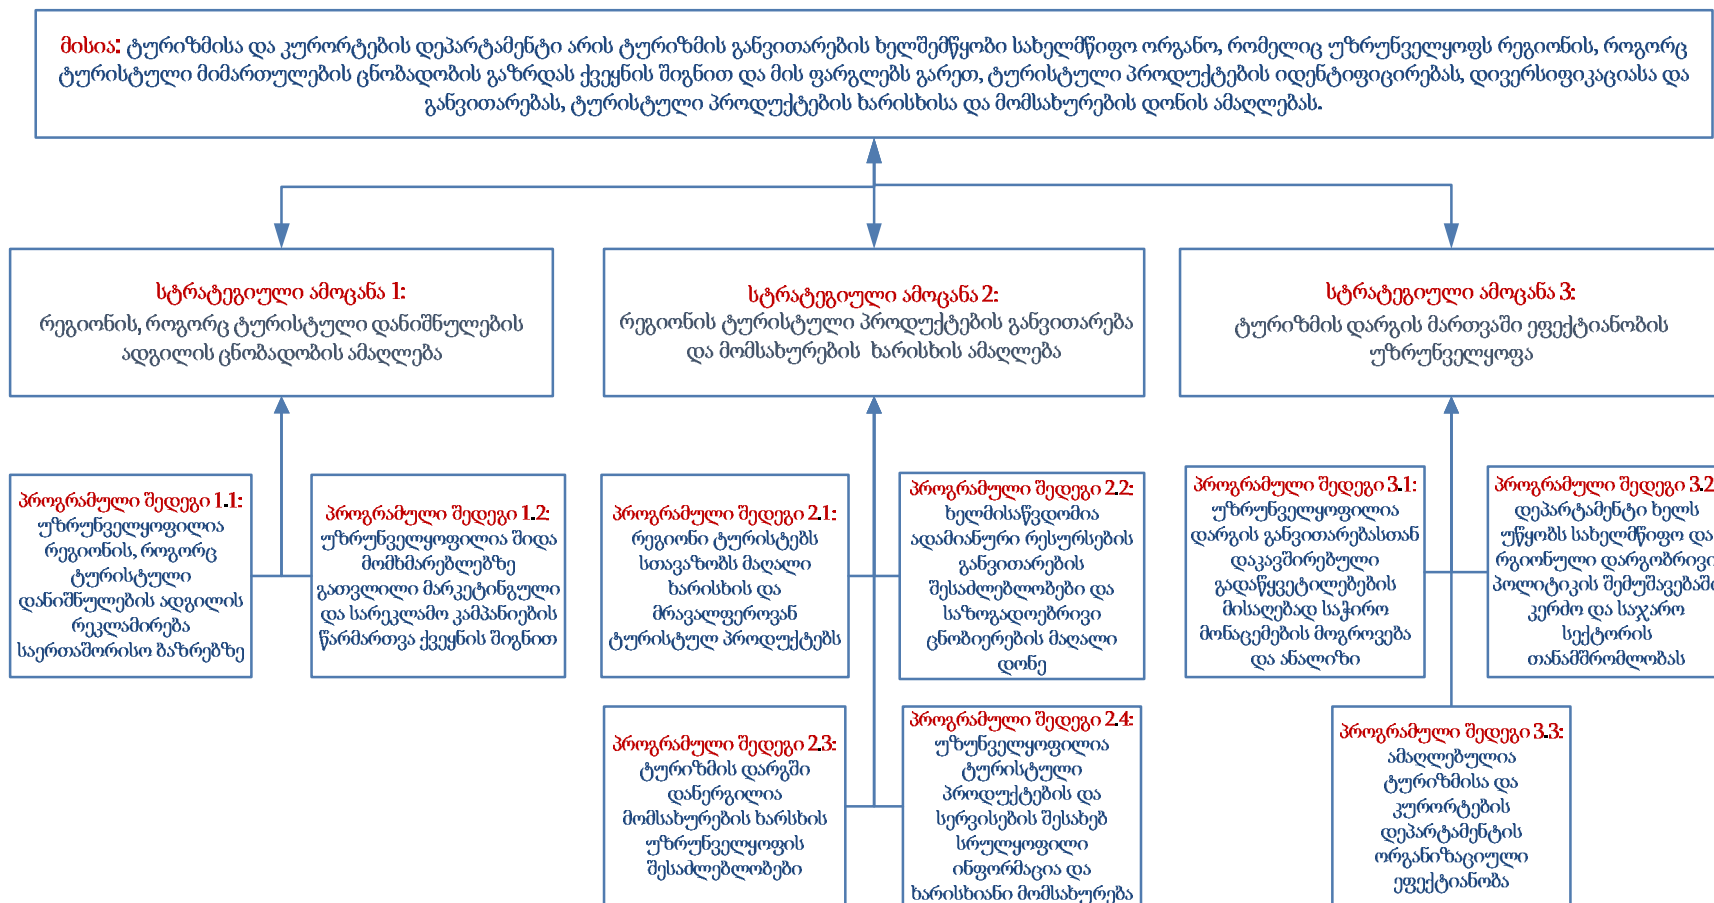 მისია: ტურიზმისა და კურორტების დეპარტამენტი არის ტურიზმის განვითარების ხელშემწყობი სახელმწიფო ორგანო, რომელიც უზრუნველყოფს რეგიონის, როგორც
ტურისტული მიმართულების ცნობადობის გაზრდას ქვეყნის შიგნით და მის ფარგლებს გარეთ, ტურისტული პროდუქტების იდენტიფიცირებას, დივერსიფიკაციასა და
განვითარებას, ტურისტული პროდუქტების ხარისხისა და მომსახურების დონის ამაღლებას.
სტრატეგიული ამოცანა 1:
რეგიონის, როგორც ტურისტული დანიშნულების
ადგილის ცნობადობის ამაღლება
სტრატეგიული ამოცანა 2:
რეგიონის ტურისტული პროდუქტების განვითარება
და მომსახურების ხარისხის ამაღლება
სტრატეგიული ამოცანა 3:
ტურიზმის დარგის მართვაში ეფექტიანობის
უზრუნველყოფა
პროგრამული შედეგი 1.1:
უზრუნველყოფილია
რეგიონის, როგორც
ტურისტული
დანიშნულების ადგილის
რეკლამირება
საერთაშორისო ბაზრებზე
პროგრამული შედეგი 1.2:
უზრუნველყოფილია შიდა
მომხმარებლებზე
გათვლილი მარკეტინგული
და სარეკლამო კამპანიების
წარმართვა ქვეყნის შიგნით
პროგრამული შედეგი 2.1:
რეგიონი ტურისტებს
სთავაზობს მაღალი
ხარისხის და
მრავალფეროვან
ტურისტულ პროდუქტებს
პროგრამული შედეგი 2.2:
ხელმისაწვდომია
ადამიანური რესურსების
განვითარების
შესაძლებლობები და
საზოგადოებრივი
ცნობიერების მაღალი
დონე
პროგრამული შედეგი 3.1:
უზრუნველყოფილია
დარგის განვითარებასთან
დაკავშირებული
გადაწყვეტილებების
მისაღებად საჭირო
მონაცემების მოგროვება
და ანალიზი
პროგრამული შედეგი 3.2
დეპარტამენტი ხელს
უწყობს სახელმწიფო და
რგიონული დარგობრივი
პოლიტიკის შემუშავებაში
კერძო და საჯარო
სექტორის
თანამშრომლობას
პროგრამული შედეგი 2.3:
ტურიზმის დარგში
დანერგილია
მომსახურების ხარსხის
უზრუნველყოფის
შესაძლებლობები
პროგრამული შედეგი 2.4:
უზუნველყოფილია
ტურისტული
პროდუქტების და
სერვისების შესახებ
სრულყოფილი
ინფორმაცია და
ხარისხიანი მომსახურება
პროგრამული შედეგი 3.3:
ამაღლებულია
ტურიზმისა და
კურორტების
დეპარტამენტის
ორგანიზაციული
ეფექტიანობა